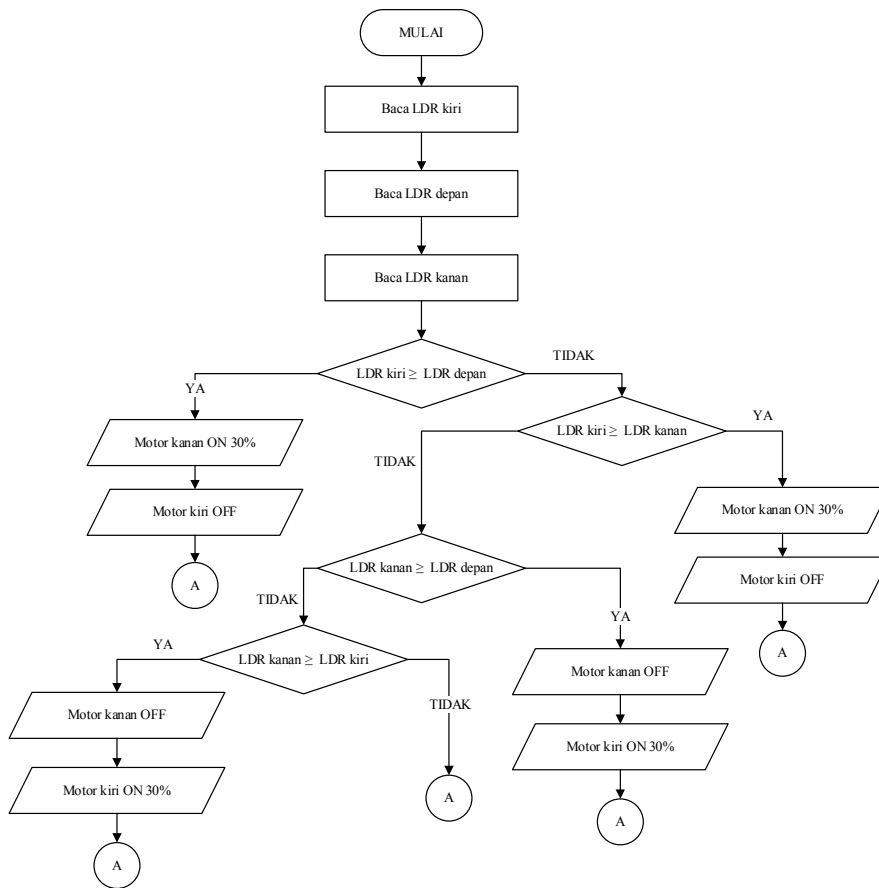 MULAI
Baca LDR kiri
Baca LDR depan
Baca LDR kanan
LDR kiri ≥ LDR depan
TIDAK
YA
Motor kanan ON 30%
Motor kiri OFF
A
LDR kiri ≥ LDR kanan
YA
TIDAK
Motor kanan ON 30%
Motor kiri OFF
A
LDR kanan ≥ LDR depan
TIDAK
YA
LDR kanan ≥ LDR kiri
YA
TIDAK
Motor kanan OFF
Motor kiri ON 30%
A
A
Motor kanan OFF
Motor kiri ON 30%
A